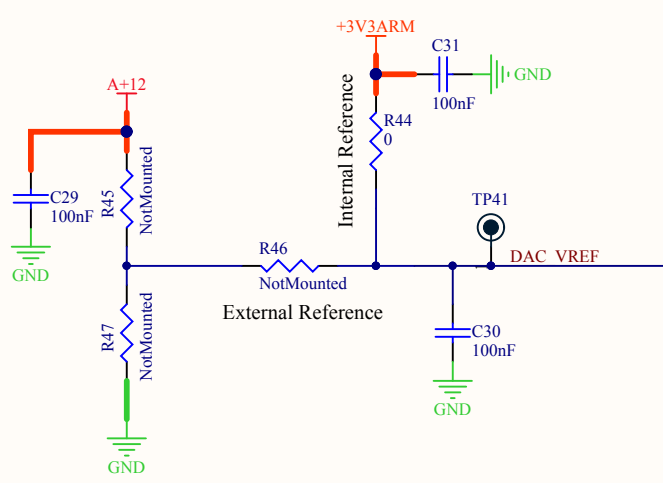 +3V3ARM
C31
GND
100nF
A+12
Internal Reference
R44
0
C29
100nF
R45
NotMounted
GND
TP41
R46
NotMounted
DAC_VREF
External Reference
R47
NotMounted
C30
100nF
GND
GND